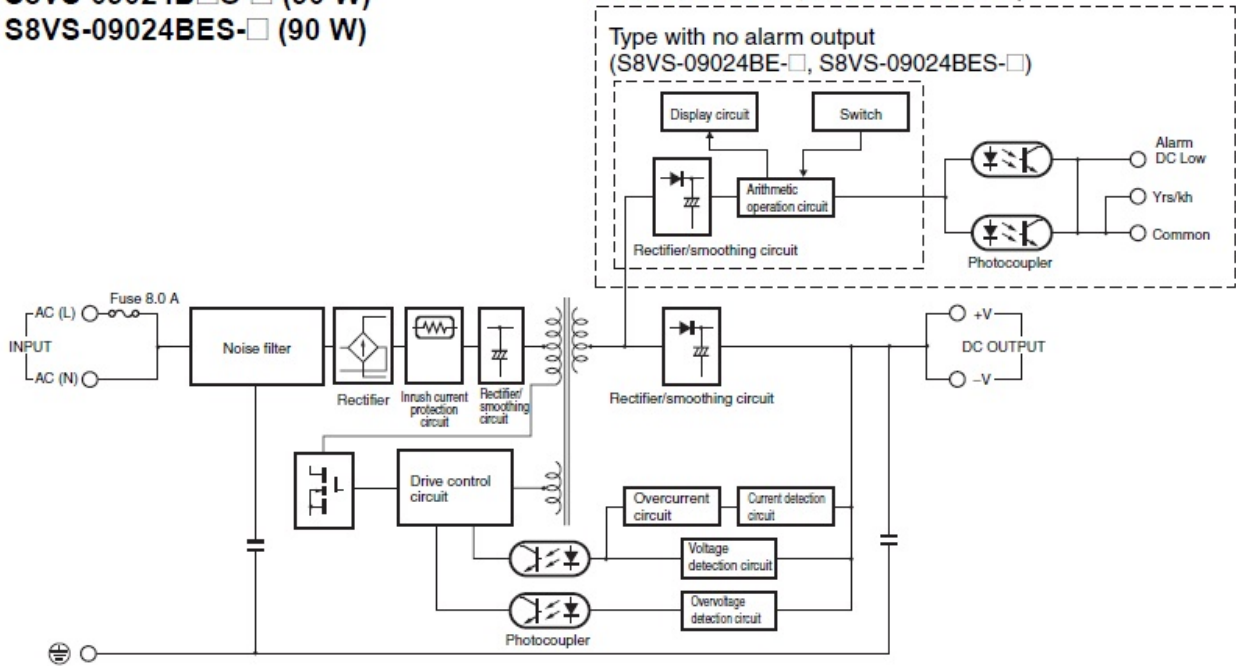 S8VS-09024BES-□ (90 W)
Type with no alarm output
(S8VS-09024BE-□, S8VS-09024BES-□)
Display circuit
Switch
Arithmetic
operation circuit
Rectifier/smoothing circuit
Alarm
DC Low
Yrs/kh
Common
Photocoupler
AC (L)
Fuse 8.0 A
INPUT
AC (N)
Noise filter
Rectifier
Inrush current
protection
circuit
Rectifier/
smoothing
circuit
Rectifier/smoothing circuit
+V
DC OUTPUT
–V
Drive control
circuit
Overcurrent
circuit
Current detection
circuit
Voltage
detection circuit
Overvoltage
detection circuit
Photocoupler